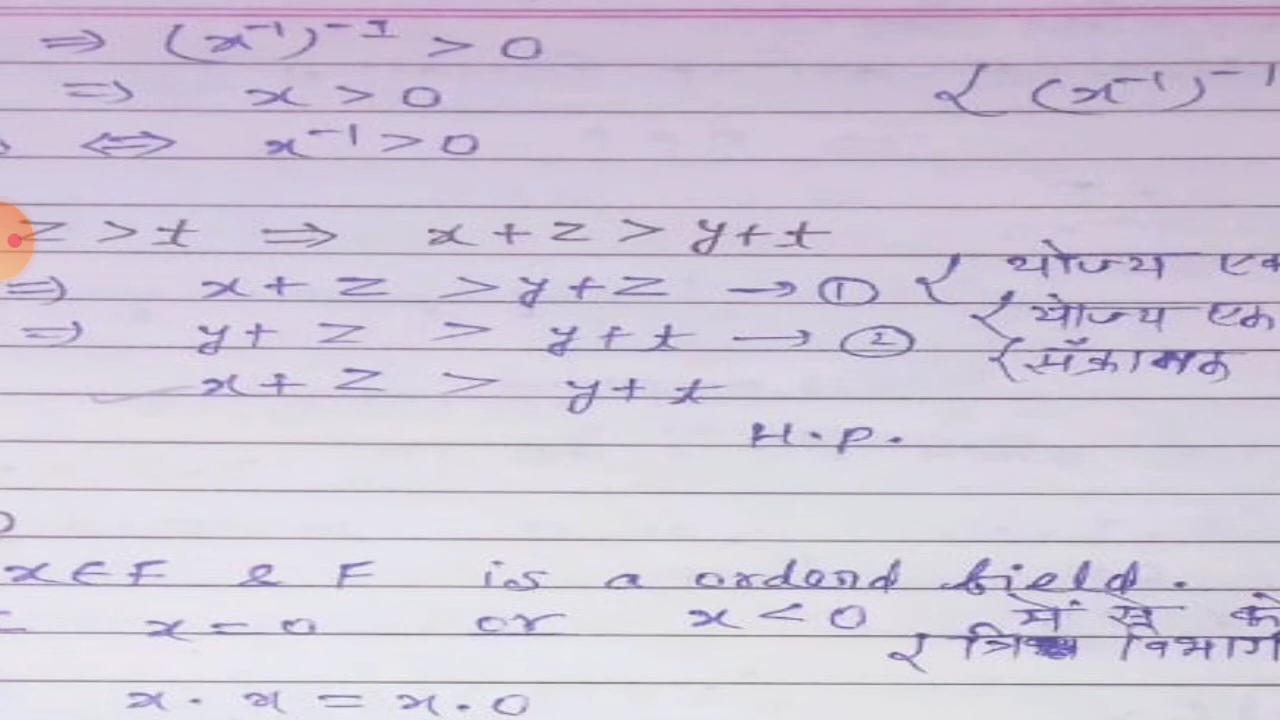 ⇒ (x⁻¹)⁻¹ > 0
⇒ x > 0 { (x⁻¹)⁻¹
⇔ x⁻¹ > 0
z > t ⇒ x + z > y + t
⇒ x + z > y + z → ① { योज्य एक
⇒ y + z > y + t → ② { योज्य एक
x + z > y + t { संक्रामक
H.P.
x ∈ F & F is a ordend field.
x = 0 or x < 0 में से
{ विभाग
x · x = x · 0